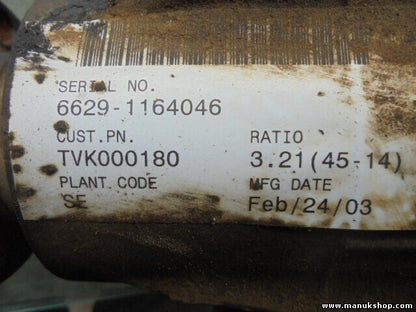 SERIAL NO.
6629-1164046
CUST.PN. RATIO
TVK000180 3.21(45-14)
PLANT CODE MFG DATE
SE Feb/24/03
www.manukshop.com